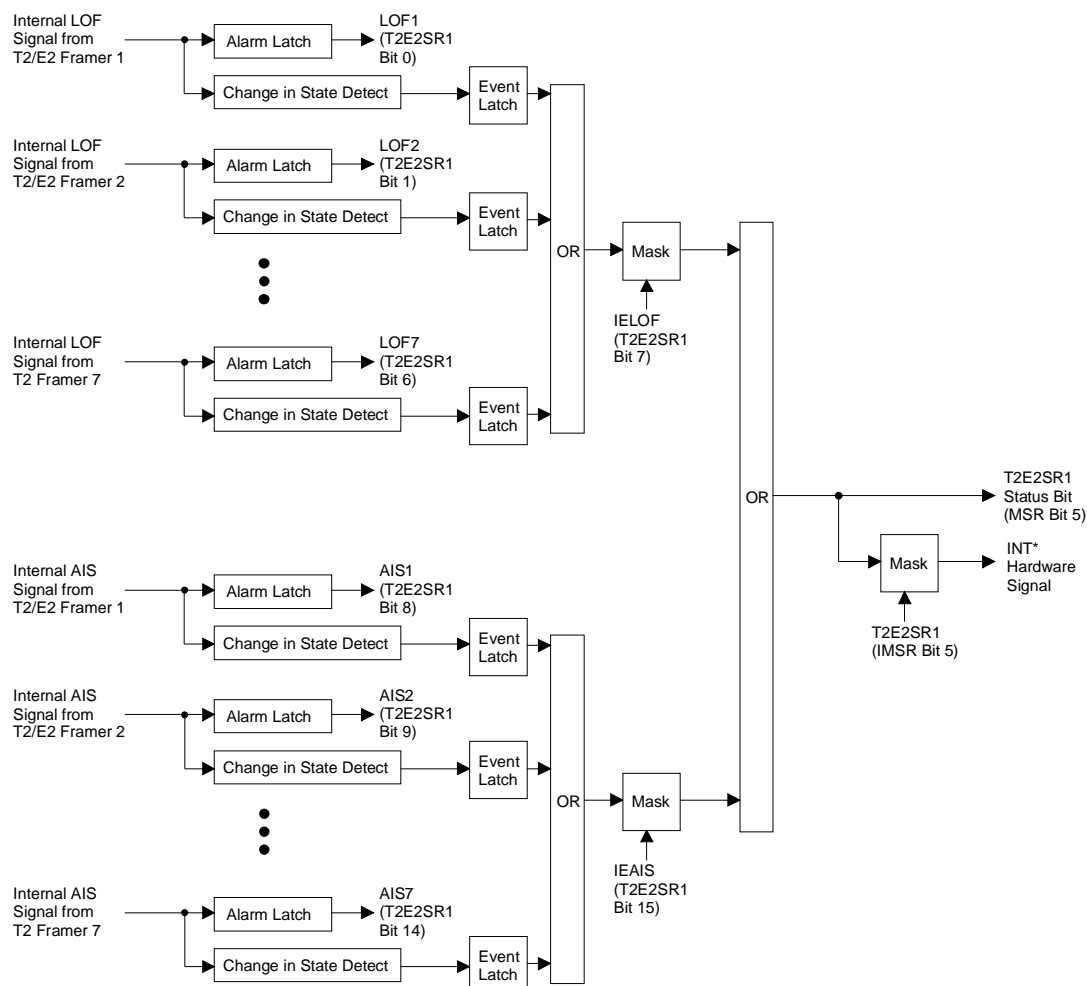 Internal LOF
Signal from
T2/E2 Framer 1
Alarm Latch
LOF1
(T2E2SR1
Bit 0)
Change in State Detect
Event
Latch
Internal LOF
Signal from
T2/E2 Framer 2
Alarm Latch
LOF2
(T2E2SR1
Bit 1)
Change in State Detect
Event
Latch
OR
Mask
IELOF
(T2E2SR1
Bit 7)
Internal LOF
Signal from
T2 Framer 7
Alarm Latch
LOF7
(T2E2SR1
Bit 6)
Change in State Detect
Event
Latch
OR
T2E2SR1
Status Bit
(MSR Bit 5)
Mask
INT*
Hardware
Signal
T2E2SR1
(IMSR Bit 5)
Internal AIS
Signal from
T2/E2 Framer 1
Alarm Latch
AIS1
(T2E2SR1
Bit 8)
Change in State Detect
Event
Latch
Internal AIS
Signal from
T2/E2 Framer 2
Alarm Latch
AIS2
(T2E2SR1
Bit 9)
Change in State Detect
Event
Latch
OR
Mask
IEAIS
(T2E2SR1
Bit 15)
Internal AIS
Signal from
T2 Framer 7
Alarm Latch
AIS7
(T2E2SR1
Bit 14)
Change in State Detect
Event
Latch